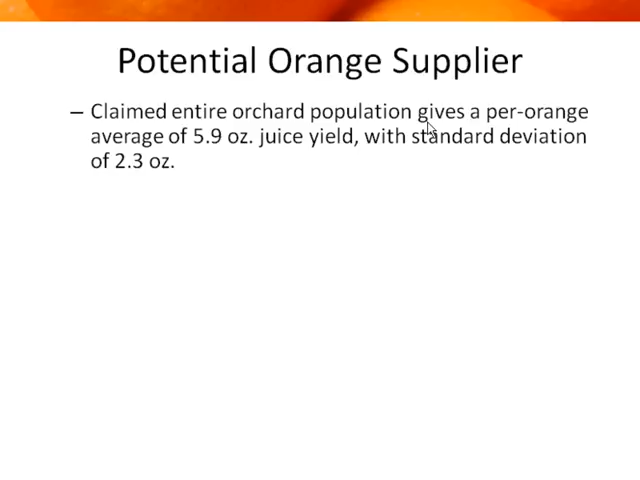 Potential Orange Supplier
– Claimed entire orchard population gives a per-orange
average of 5.9 oz. juice yield, with standard deviation
of 2.3 oz.